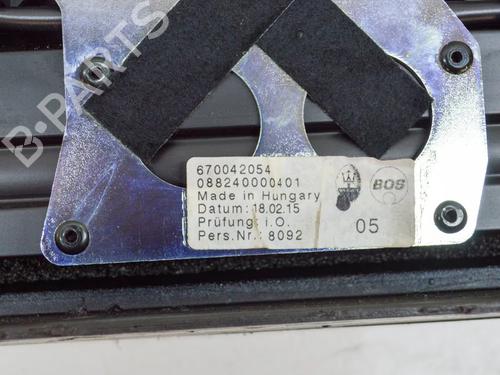 B-PARTS
670042054
088240000401
Made in Hungary
Datum: 18.02.15
Prüfung: i.O.
Pers.Nr.: 8092
BOS
05